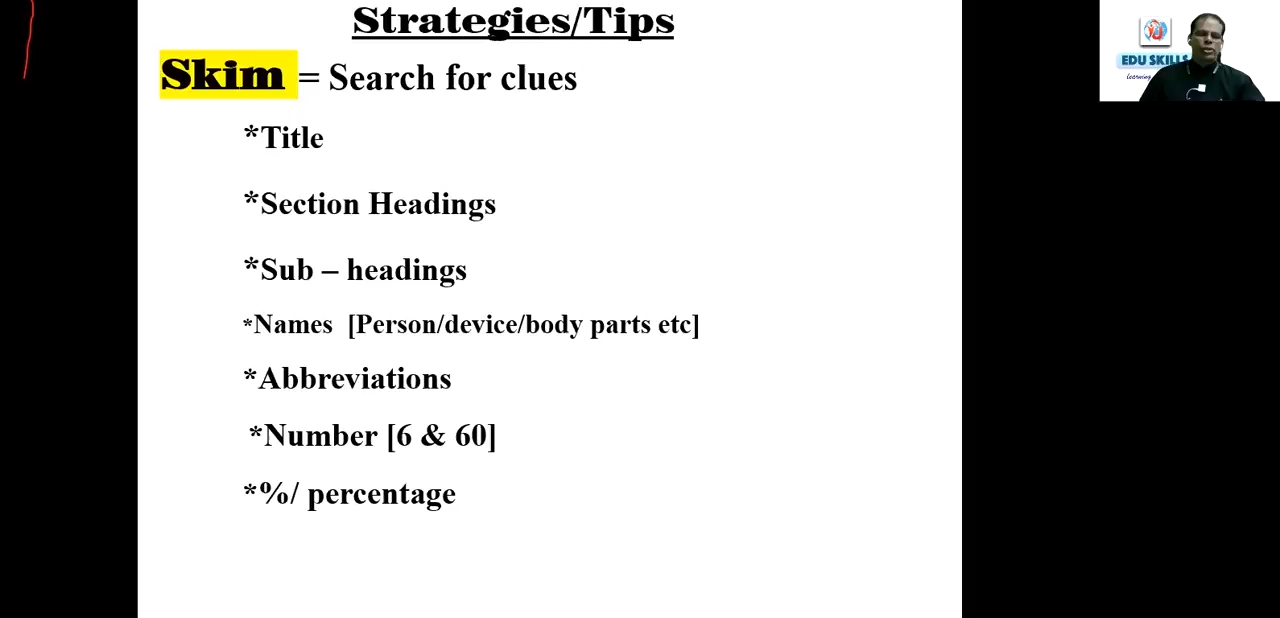 Strategies/Tips
Skim = Search for clues
*Title
*Section Headings
*Sub – headings
*Names [Person/device/body parts etc]
*Abbreviations
*Number [6 & 60]
*%/ percentage
EDU SKILLS
learning